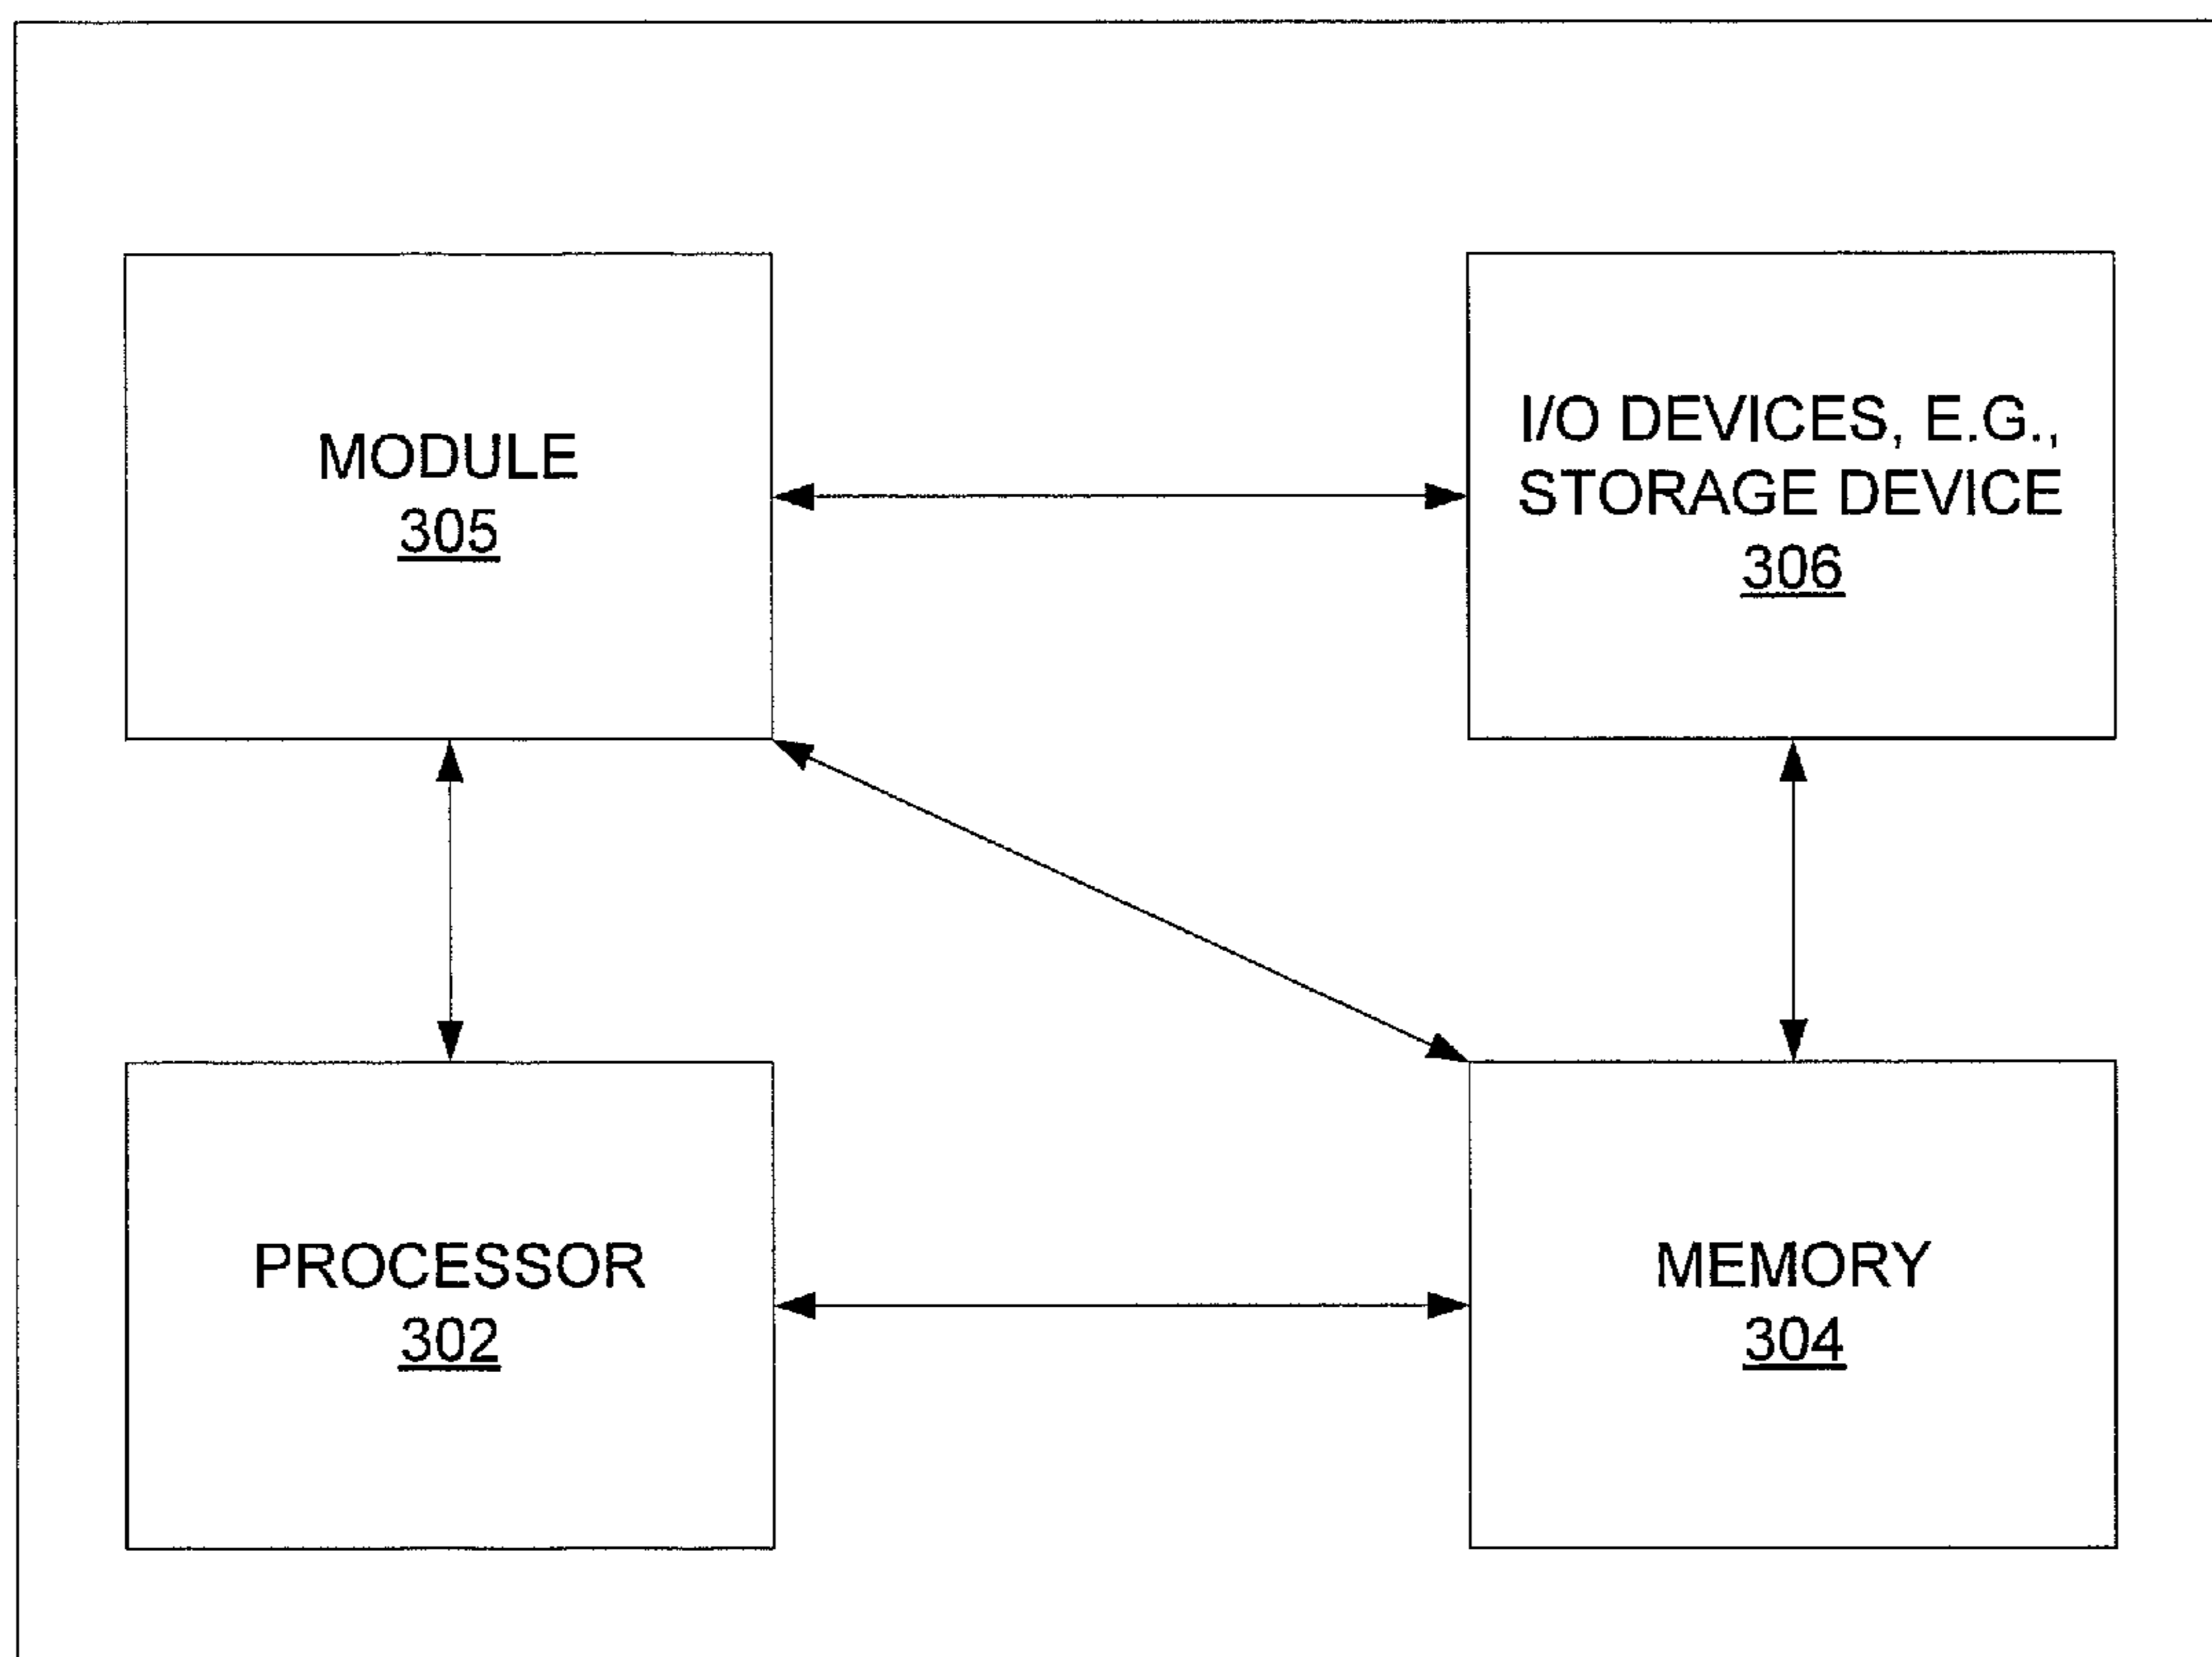 MODULE
305
I/O DEVICES, E.G.,
STORAGE DEVICE
306
PROCESSOR
302
MEMORY
304